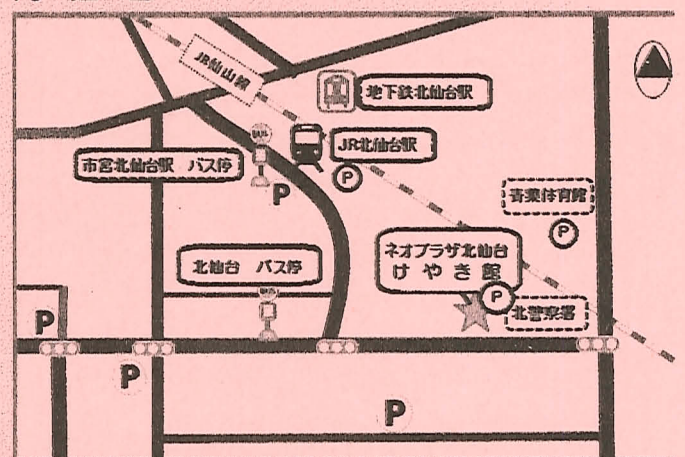 JR仙山線
地下鉄北仙台駅
JR北仙台駅
P
市営北仙台駅 バス停
P
青葉体育館
P
ネオプラザ北仙台
けやき館
P
北警察署
北仙台 バス停
P
P
P